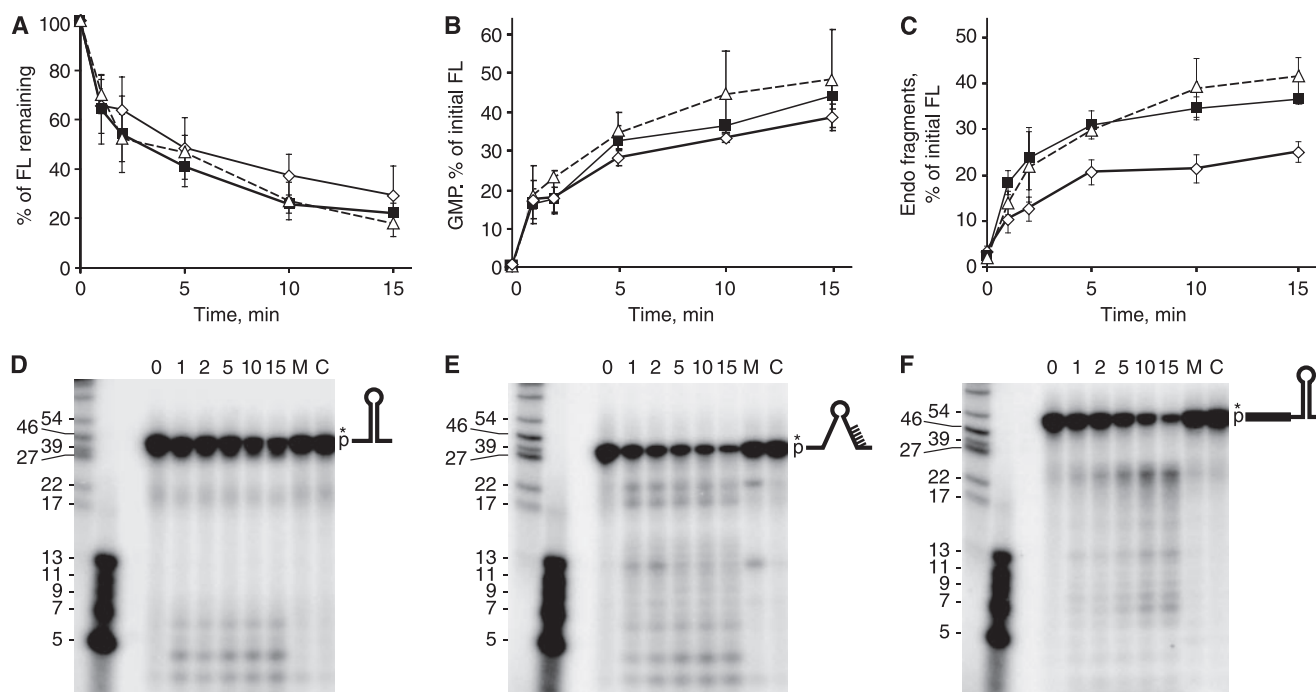 A
% of FL remaining
100
80
60
40
20
0
0 5 10 15
Time, min
B
GMP. % of initial FL
60
50
40
30
20
10
0
0 5 10 15
Time, min
C
Endo fragments,
% of initial FL
50
40
30
20
10
0
0 5 10 15
Time, min
D
0 1 2 5 10 15 M C
54
46
39
27
22
17
13
11
9
7
5
*
p
E
0 1 2 5 10 15 M C
54
46
39
27
22
17
13
11
9
7
5
*
p
F
0 1 2 5 10 15 M C
54
46
39
27
22
17
13
11
9
7
5
*
p